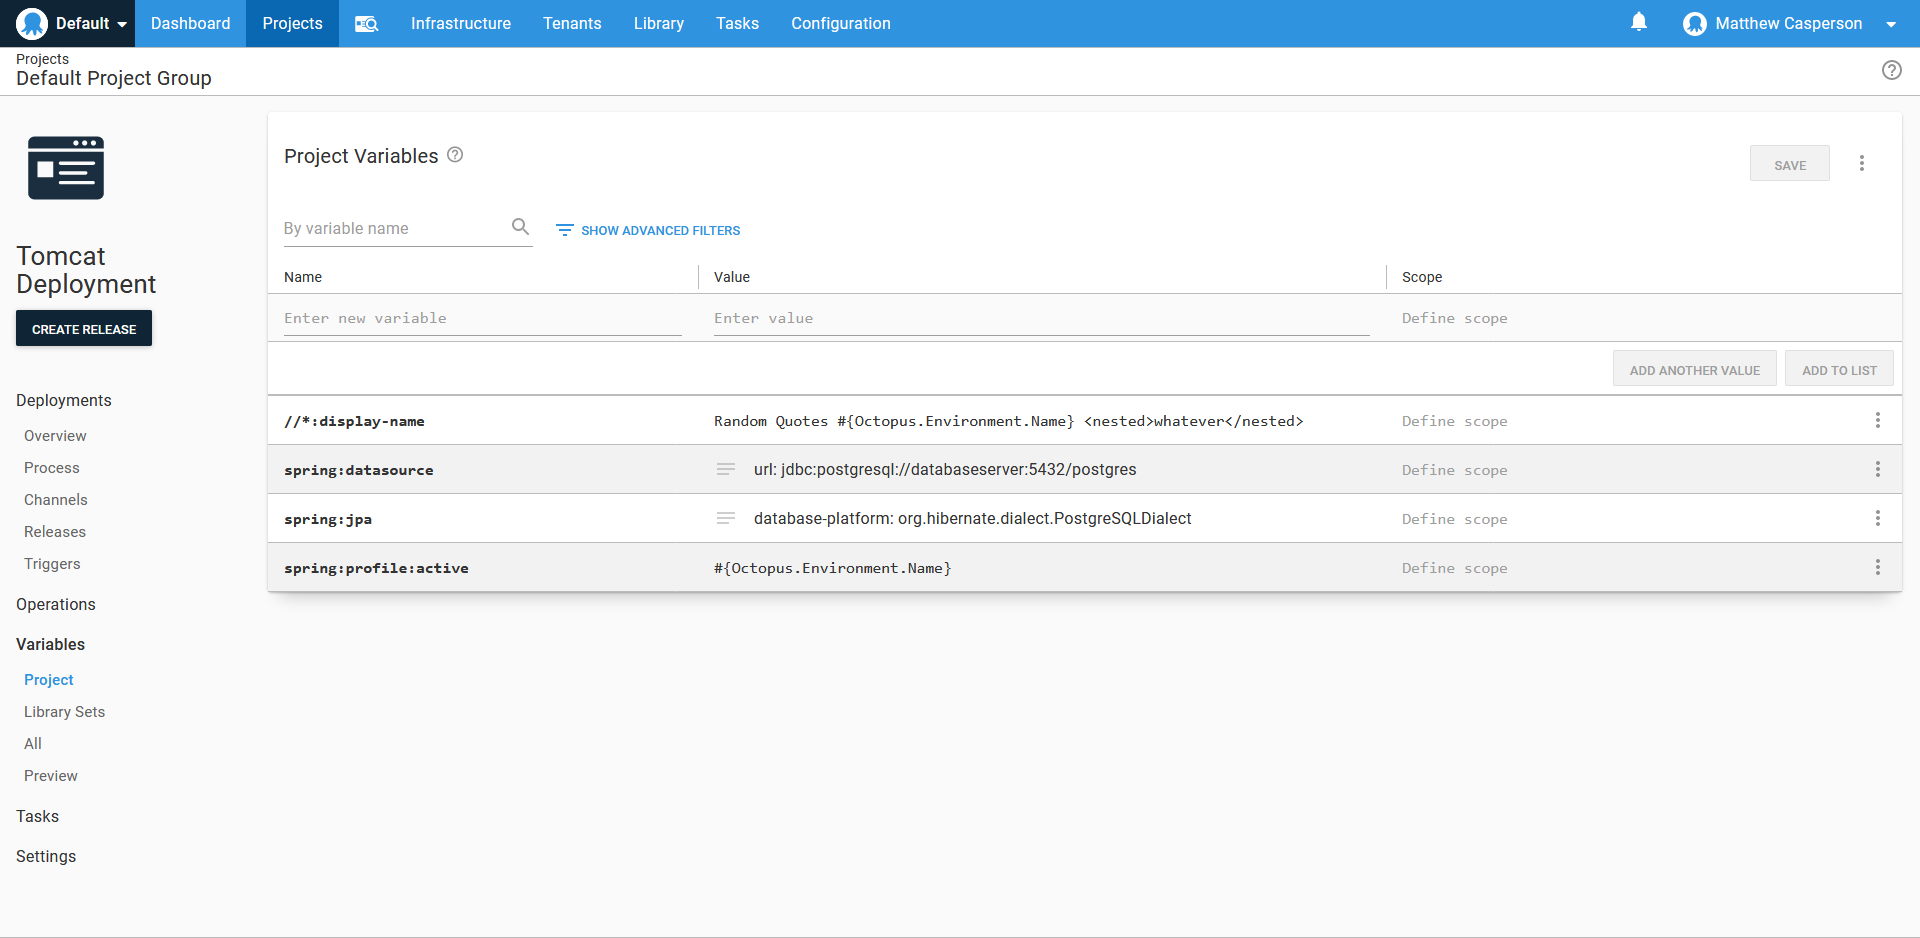 Default
Dashboard
Projects
Infrastructure
Tenants
Library
Tasks
Configuration
Matthew Casperson
Projects
Default Project Group
Tomcat
Deployment
CREATE RELEASE
Deployments
Overview
Process
Channels
Releases
Triggers
Operations
Variables
Project
Library Sets
All
Preview
Tasks
Settings
Project Variables
SAVE
By variable name
SHOW ADVANCED FILTERS
Name Value Scope
Enter new variable Enter value Define scope
ADD ANOTHER VALUE ADD TO LIST
//*:display-name Random Quotes #{Octopus.Environment.Name} <nested>whatever</nested> Define scope
spring:datasource url: jdbc:postgresql://databaseserver:5432/postgres Define scope
spring:jpa database-platform: org.hibernate.dialect.PostgreSQLDialect Define scope
spring:profile:active #{Octopus.Environment.Name} Define scope